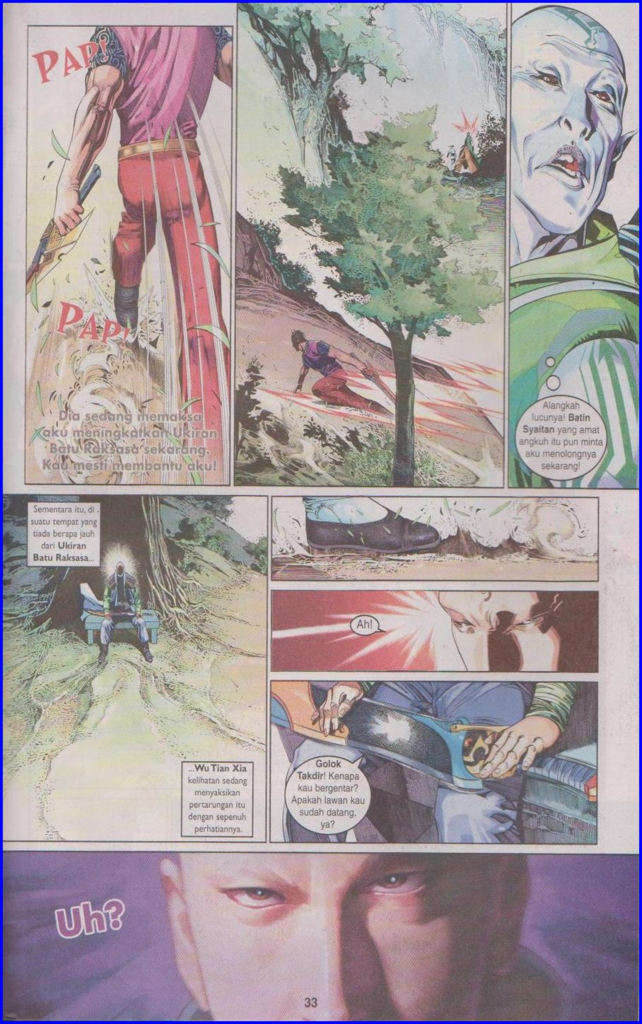 PAP!
PAP!
Dia sedang memaksa
aku meningkatkan Ukiran
Batu Raksasa sekarang.
Kau mesti membantu aku!
Alangkah
lucunya! Batin
Syaitan yang amat
angkuh itu pun minta
aku menolongnya
sekarang!
Sementara itu, di
suatu tempat yang
tiada berapa jauh
dari Ukiran
Batu Raksasa...
...Wu Tian Xia
kelihatan sedang
menyaksikan
pertarungan itu
dengan sepenuh
perhatiannya.
Ah!
Golok
Takdir! Kenapa
kau bergentar?
Apakah lawan kau
sudah datang,
ya?
Uh?
33